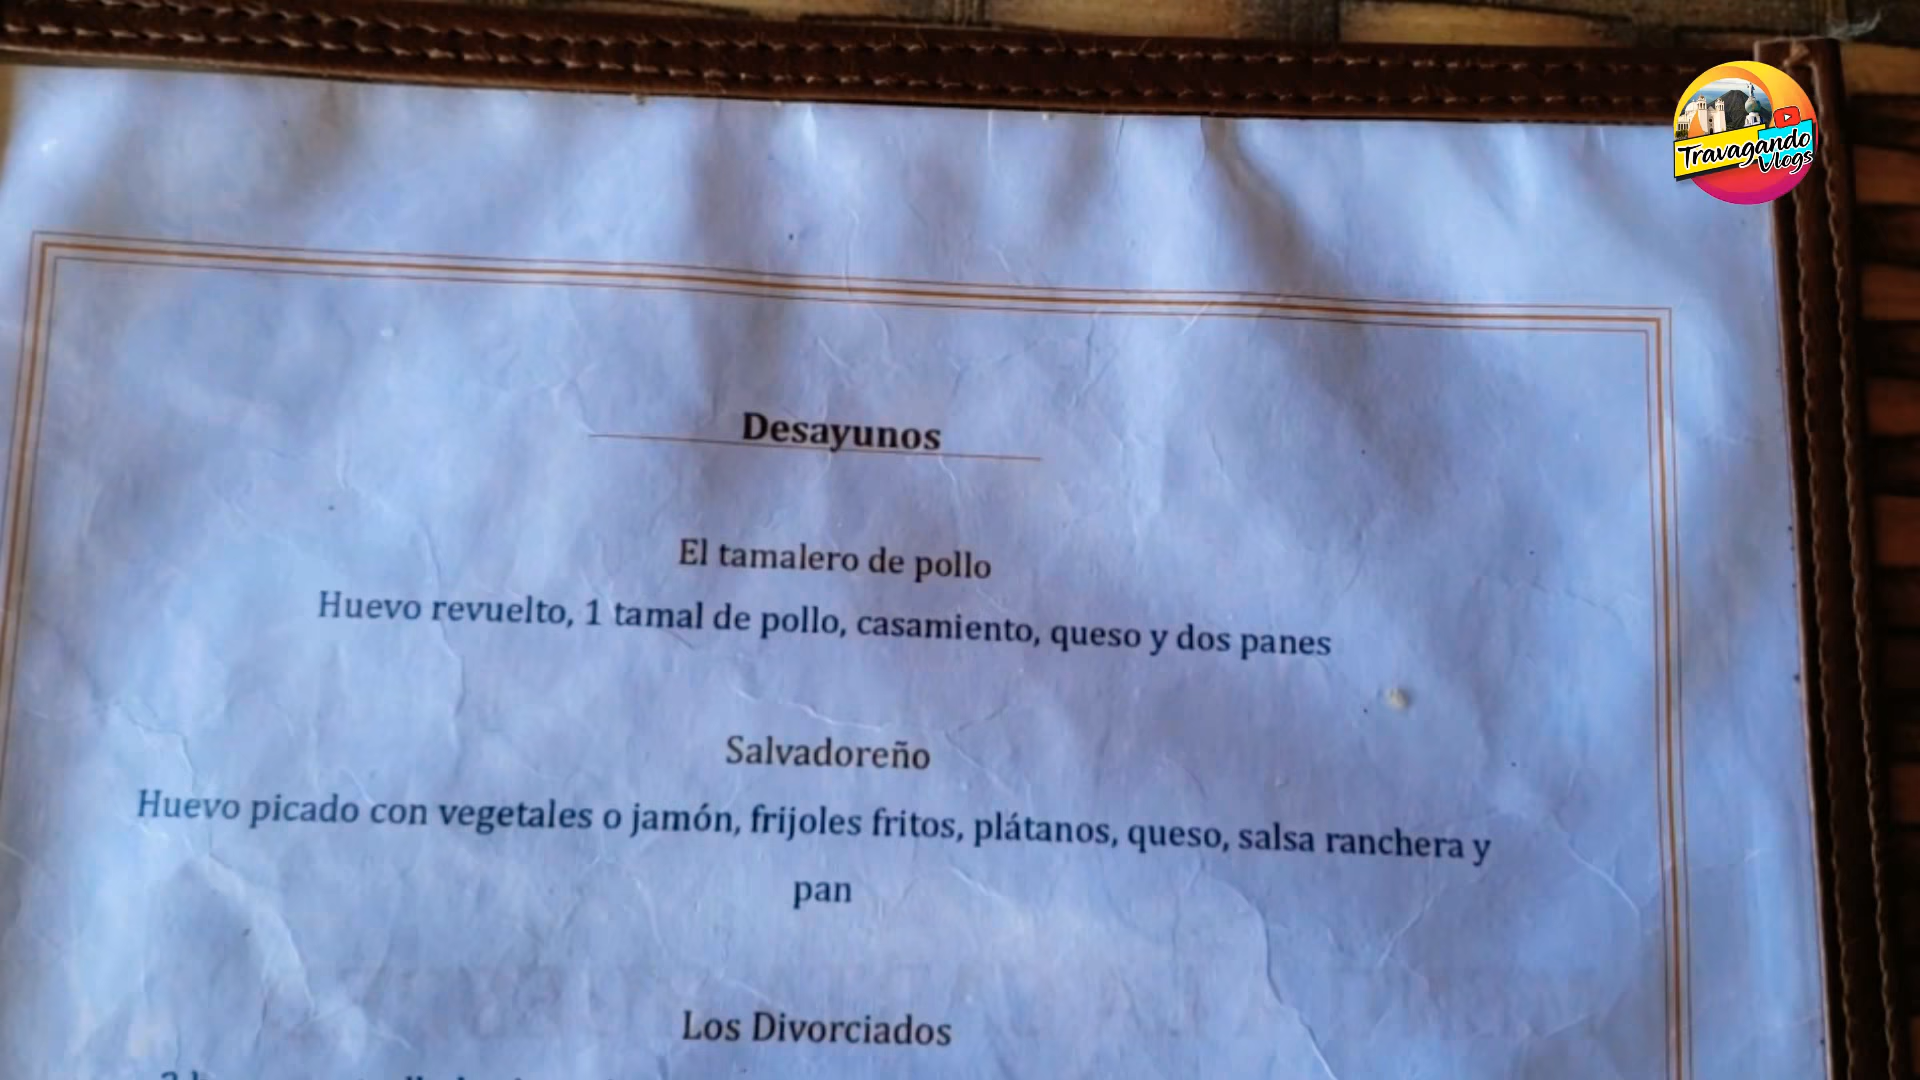 Travagando
Vlogs
Desayunos
El tamalero de pollo
Huevo revuelto, 1 tamal de pollo, casamiento, queso y dos panes
Salvadoreño
Huevo picado con vegetales o jamón, frijoles fritos, plátanos, queso, salsa ranchera y
pan
Los Divorciados